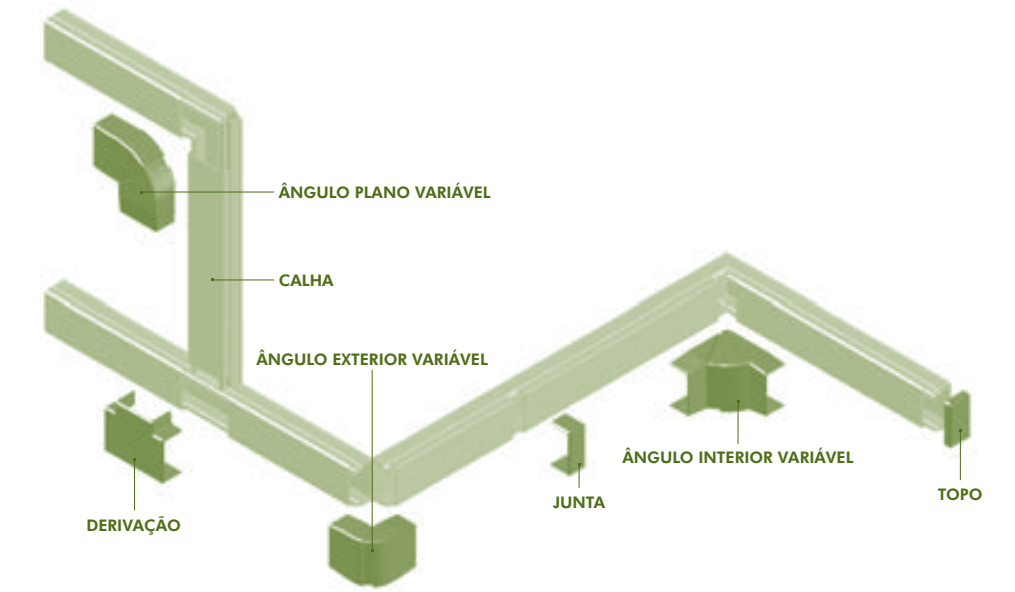 ÂNGULO PLANO VARIÁVEL
CALHA
ÂNGULO EXTERIOR VARIÁVEL
ÂNGULO INTERIOR VARIÁVEL
JUNTA
TOPO
DERIVAÇÃO